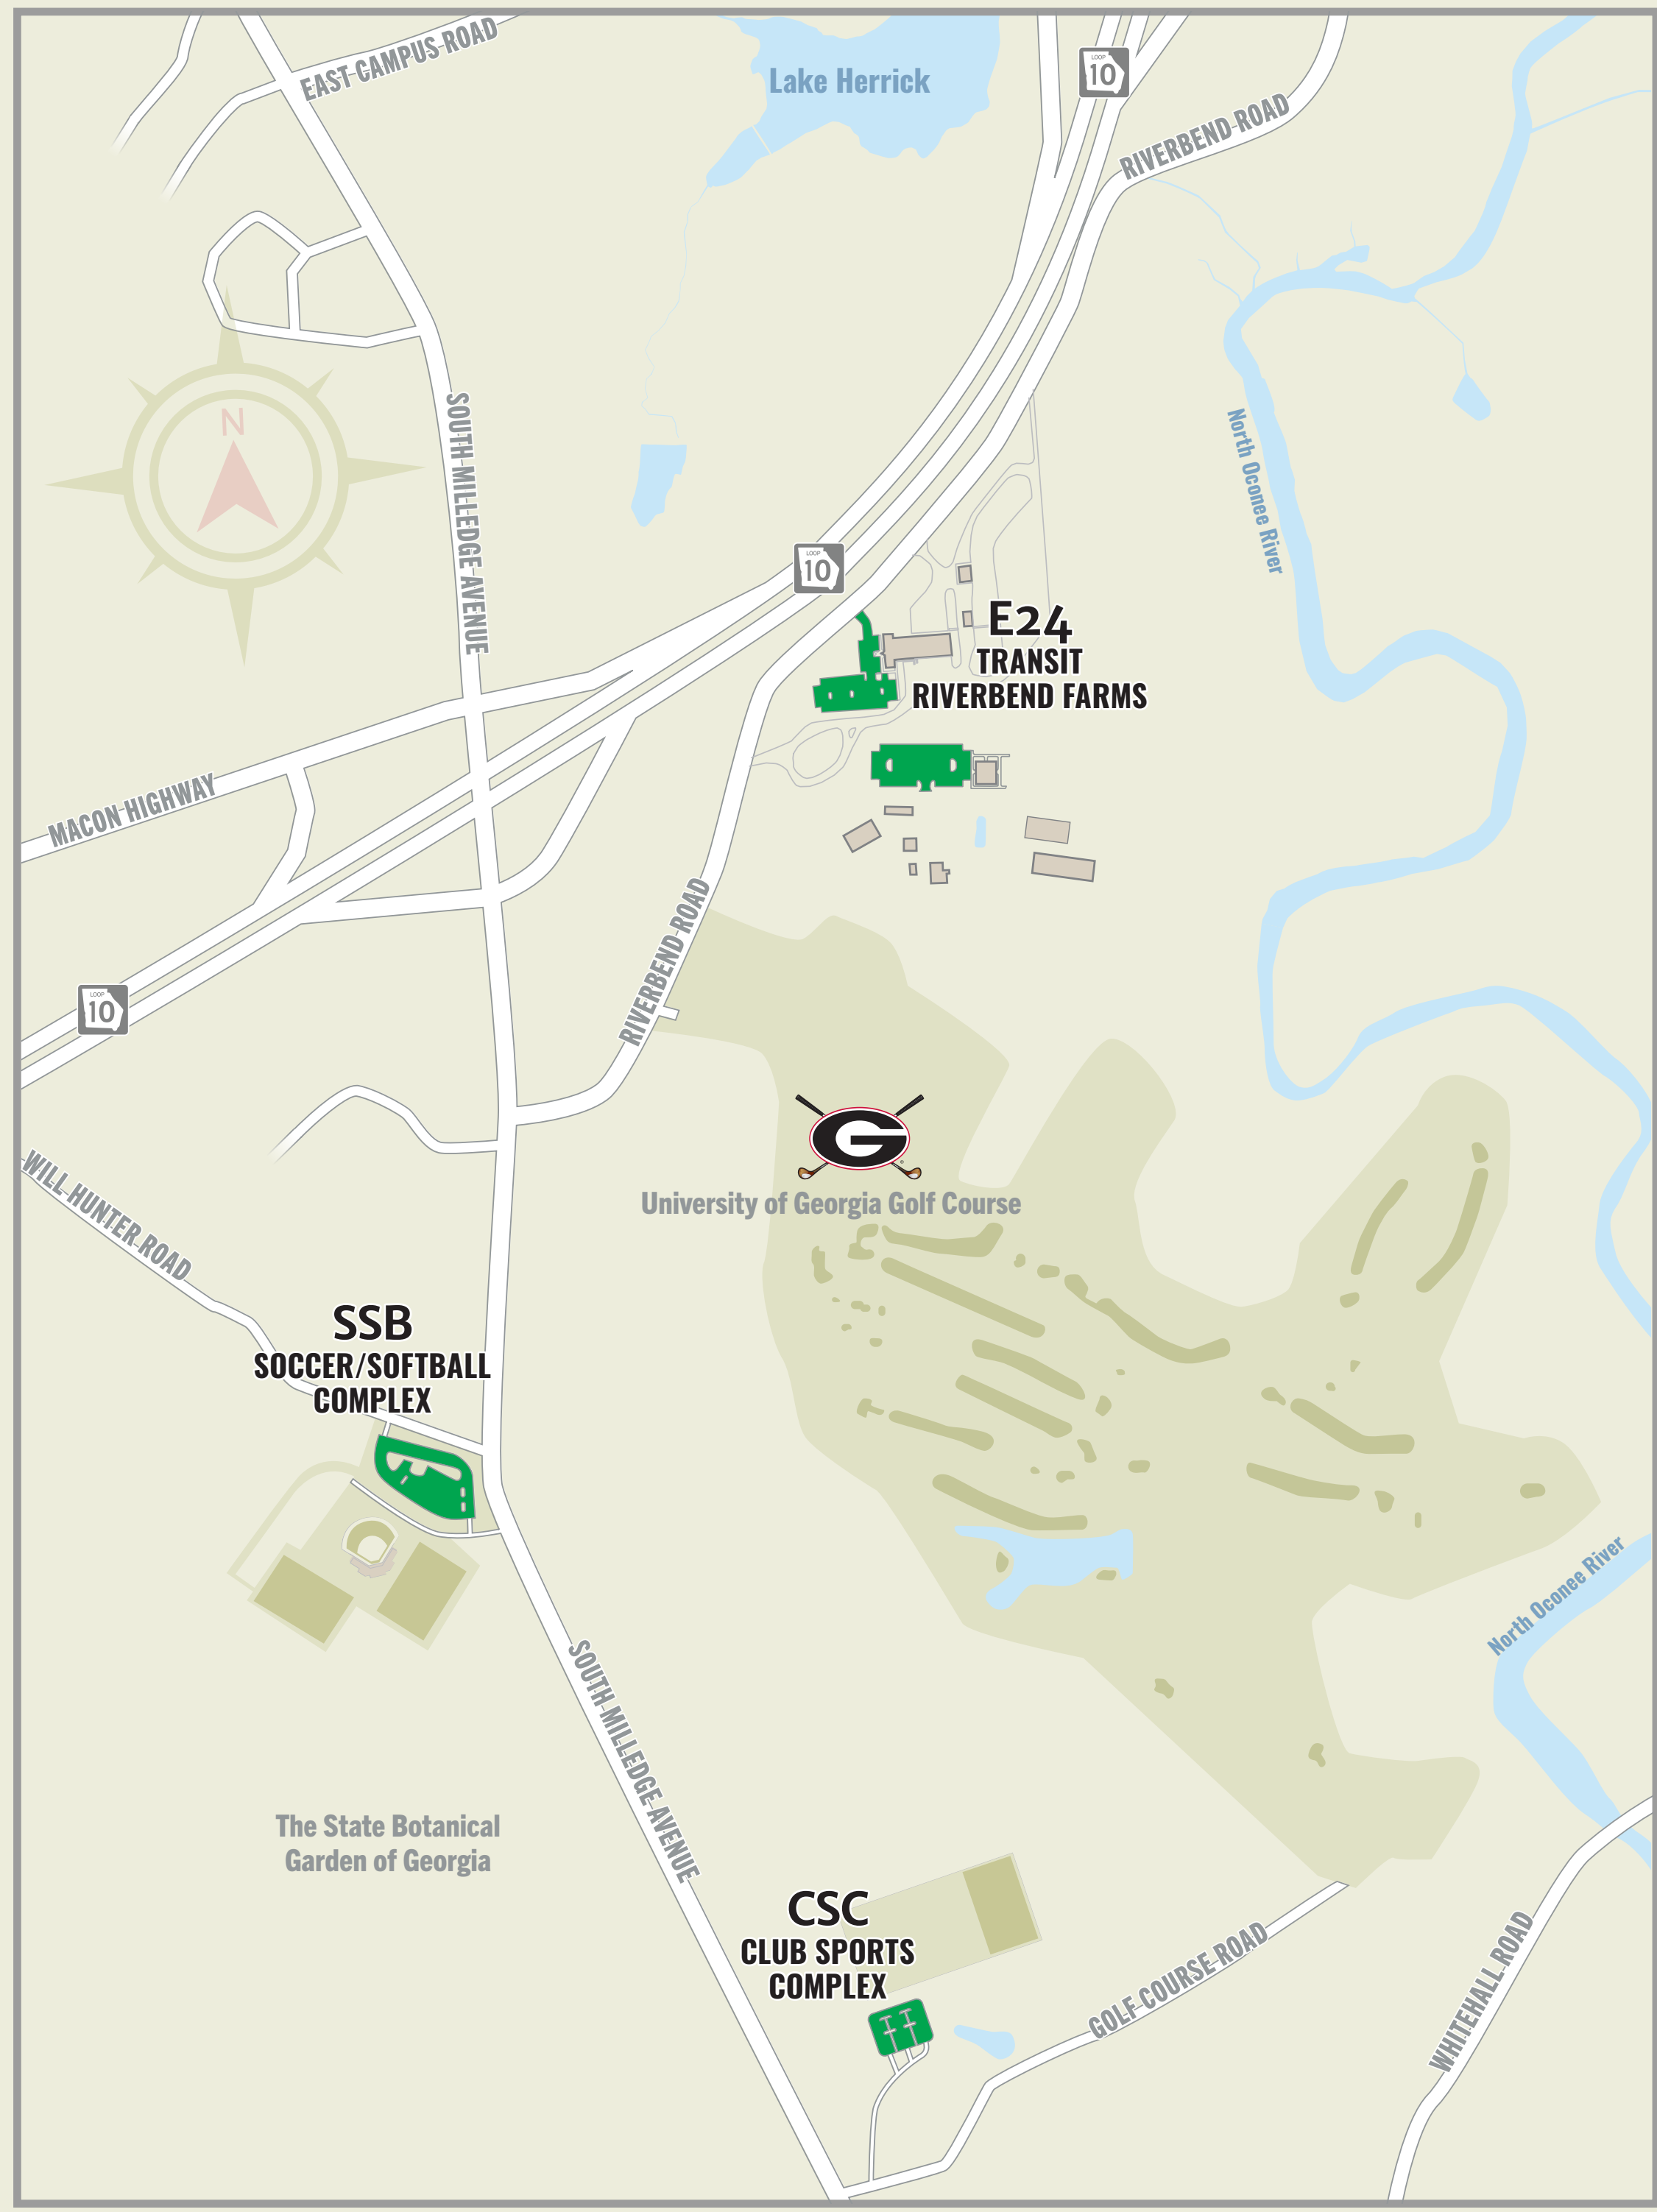 EAST CAMPUS ROAD
Lake Herrick
LOOP
10
RIVERBEND ROAD
N
SOUTH MILLEDGE AVENUE
North Oconee River
LOOP
10
E24
TRANSIT
RIVERBEND FARMS
MACON HIGHWAY
RIVERBEND ROAD
LOOP
10
G
WILL HUNTER ROAD
University of Georgia Golf Course
SSB
SOCCER/SOFTBALL
COMPLEX
North Oconee River
SOUTH MILLEDGE AVENUE
The State Botanical
Garden of Georgia
CSC
CLUB SPORTS
COMPLEX
GOLF COURSE ROAD
WHITEHALL ROAD